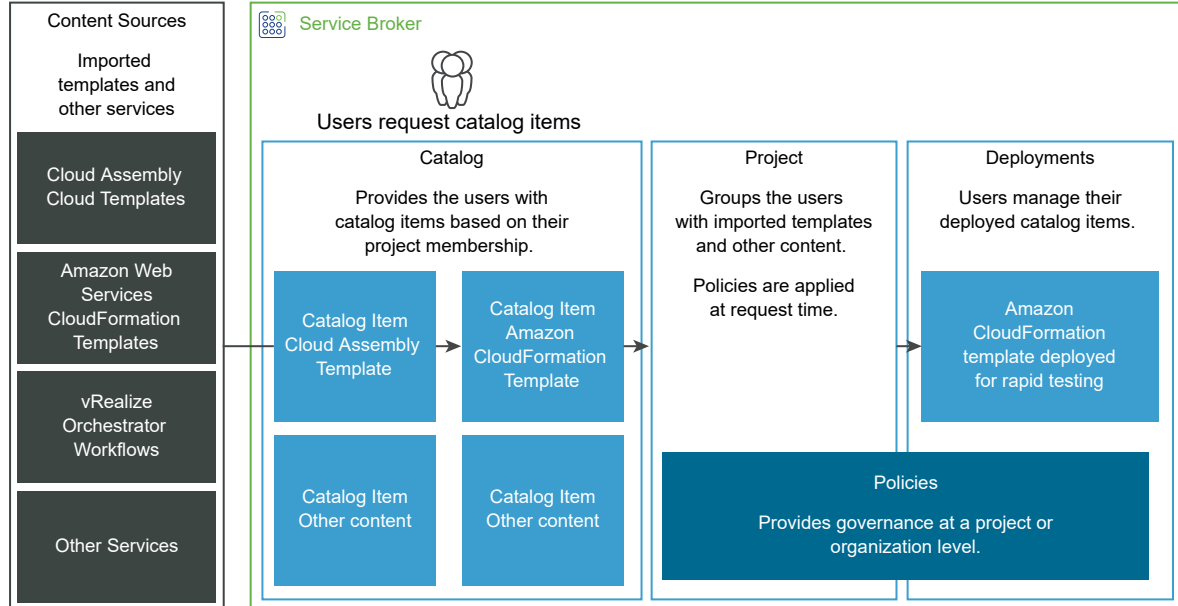 Content Sources
Imported
templates and
other services
Cloud Assembly
Cloud Templates
Amazon Web
Services
CloudFormation
Templates
vRealize
Orchestrator
Workflows
Other Services
Service Broker
Users request catalog items
Catalog
Provides the users with
catalog items based on their
project membership.
Catalog Item
Cloud Assembly
Template
Catalog Item
Amazon
CloudFormation
Template
Catalog Item
Other content
Catalog Item
Other content
Project
Groups the users
with imported templates
and other content.
Policies are applied
at request time.
Deployments
Users manage their
deployed catalog items.
Amazon
CloudFormation
template deployed
for rapid testing
Policies
Provides governance at a project or
organization level.